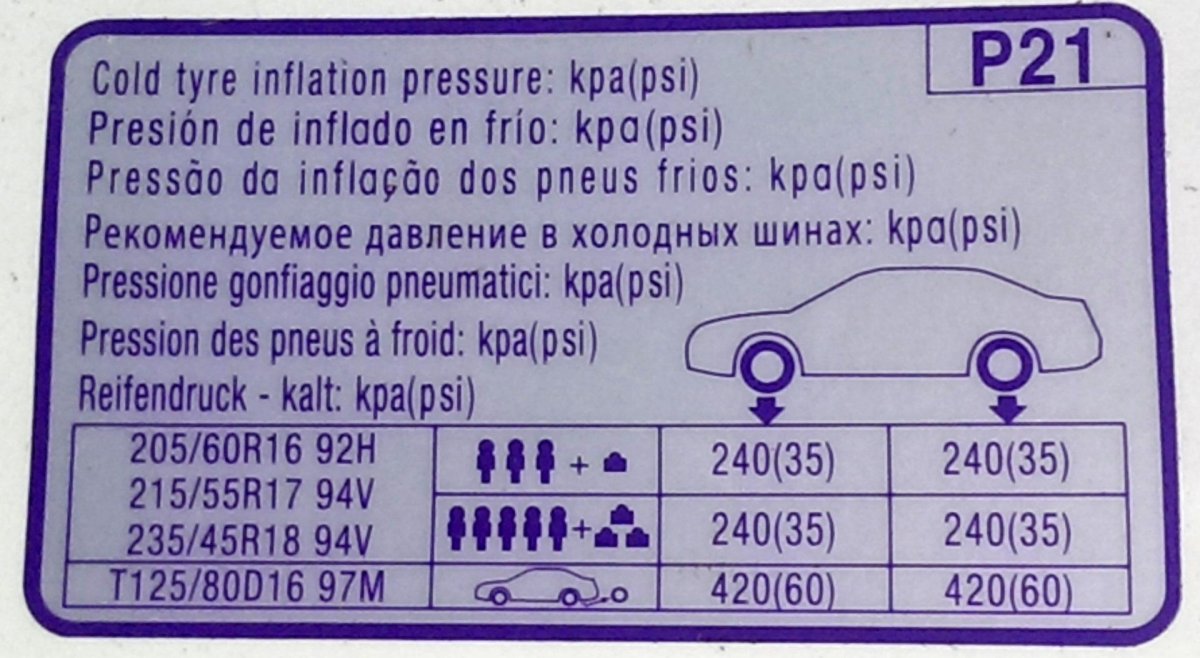 P21
Cold tyre inflation pressure: kpa(psi)
Presión de inflado en frío: kpa(psi)
Pressão da inflação dos pneus frios: kpa(psi)
Рекомендуемое давление в холодных шинах: kpa(psi)
Pressione gonfiaggio pneumatici: kpa(psi)
Pression des pneus à froid: kpa(psi)
Reifendruck - kalt: kpa(psi)
205/60R16 92H
215/55R17 94V
235/45R18 94V
+ 240(35) 240(35)
+ 240(35) 240(35)
T125/80D16 97M 420(60) 420(60)